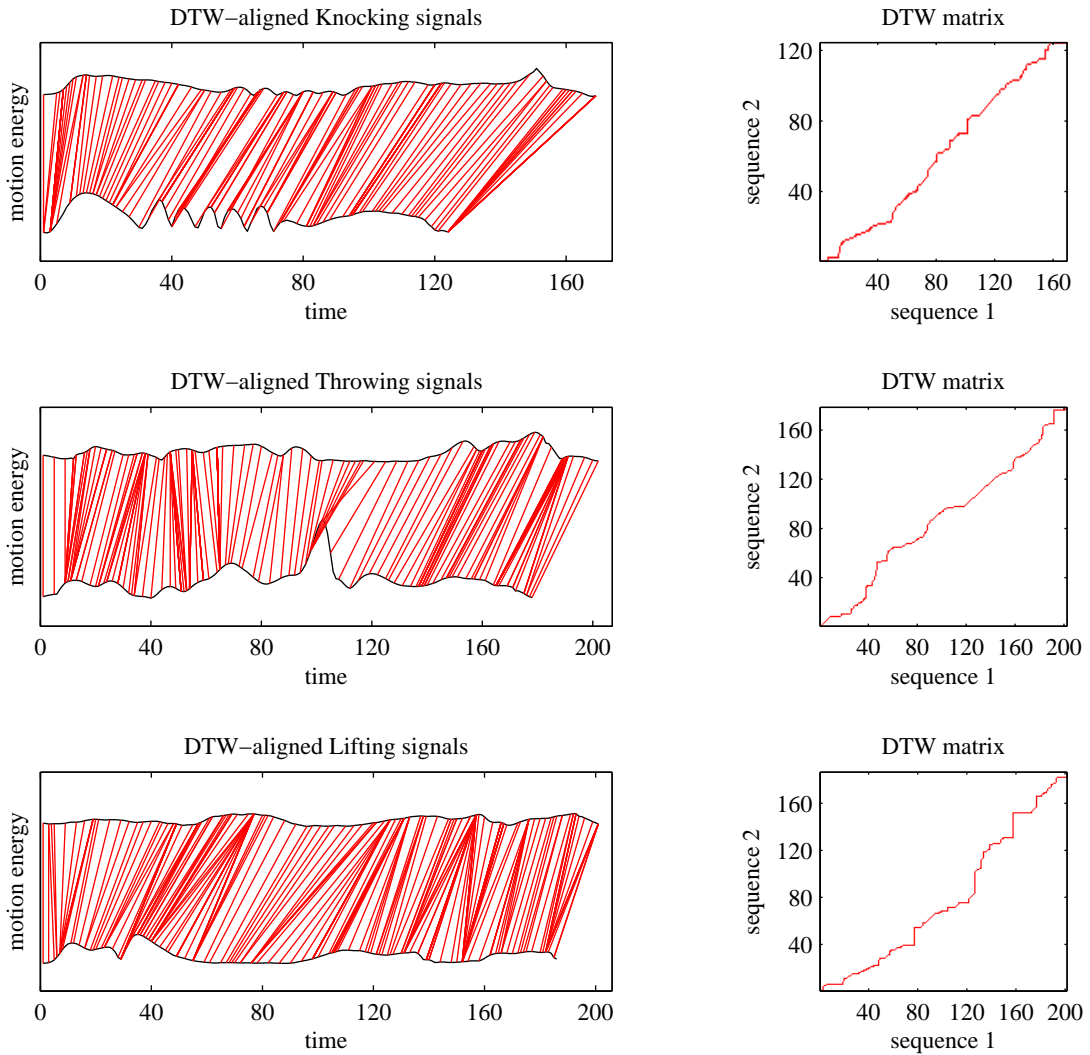 DTW−aligned Knocking signals
motion energy
0 40 80 120 160
time
DTW matrix
sequence 2
120
80
40
40 80 120 160
sequence 1
DTW−aligned Throwing signals
motion energy
0 40 80 120 160 200
time
DTW matrix
sequence 2
160
120
80
40
40 80 120 160 200
sequence 1
DTW−aligned Lifting signals
motion energy
0 40 80 120 160 200
time
DTW matrix
sequence 2
160
120
80
40
40 80 120 160 200
sequence 1